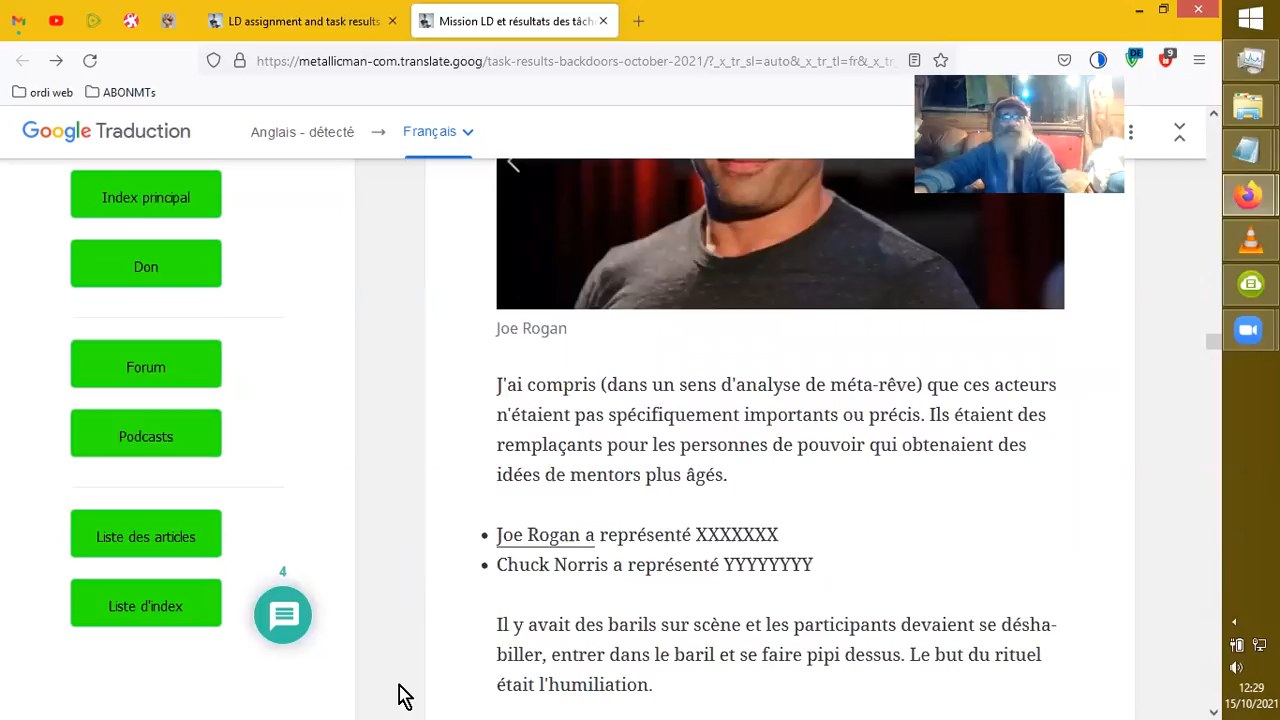 LD assignment and task results
Mission LD et résultats des tâch
https://metallicman-com.translate.goog/task-results-backdoors-october-2021/?_x_tr_sl=auto&_x_tr_tl=fr&_x_tr
DE
9
ordi web
ABONMTs
Google Traduction
Anglais - détecté
Français
Index principal
Don
Forum
Podcasts
Liste des articles
4
Liste d'index
Joe Rogan
J'ai compris (dans un sens d'analyse de méta-rêve) que ces acteurs
n'étaient pas spécifiquement importants ou précis. Ils étaient des
remplaçants pour les personnes de pouvoir qui obtenaient des
idées de mentors plus âgés.
• Joe Rogan a représenté XXXXXXX
• Chuck Norris a représenté YYYYYYYY
Il y avait des barils sur scène et les participants devaient se désha-
biller, entrer dans le baril et se faire pipi dessus. Le but du rituel
était l'humiliation.
12:29
15/10/2021